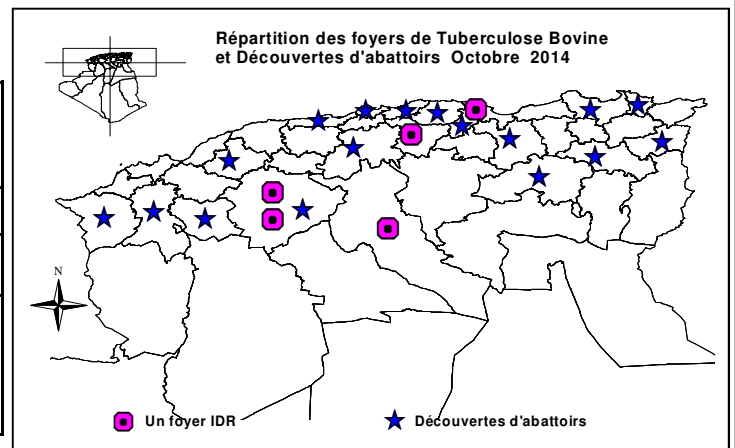 Répartition des foyers de Tuberculose Bovine
et Découvertes d'abattoirs Octobre 2014
N
Un foyer IDR
Découvertes d'abattoirs